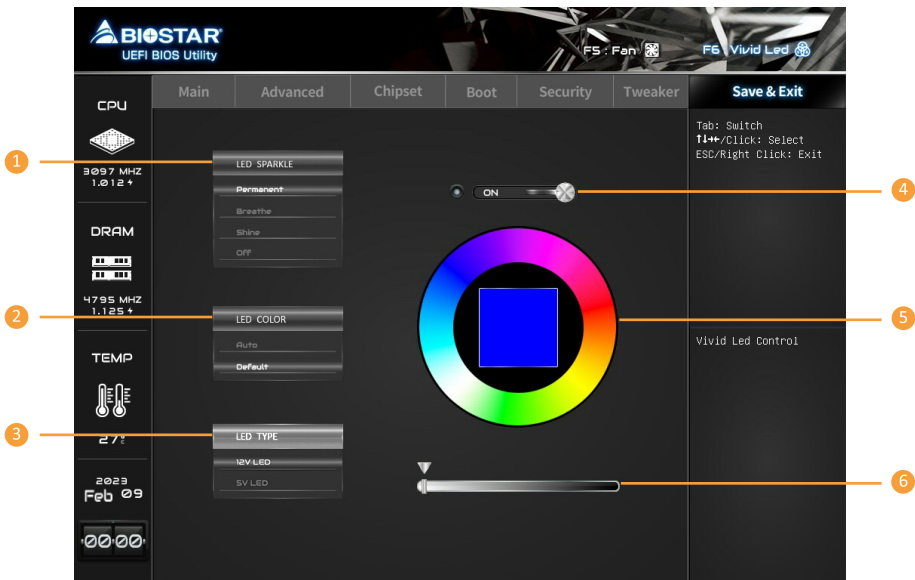 BIOSTAR
UEFI BIOS Utility
F5 : Fan
F6 Vivid Led
Main Advanced Chipset Boot Security Tweaker Save & Exit
CPU
3097 MHZ
1.012
DRAM
4795 MHZ
1.125
TEMP
27°C
2023
Feb 09
00:00
1
LED SPARKLE
Permanent
Breathe
Shine
Off
2
LED COLOR
Auto
Default
3
LED TYPE
12V LED
5V LED
ON
4
5
6
Tab: Switch
↑↓→←/Click: Select
ESC/Right Click: Exit
Vivid Led Control